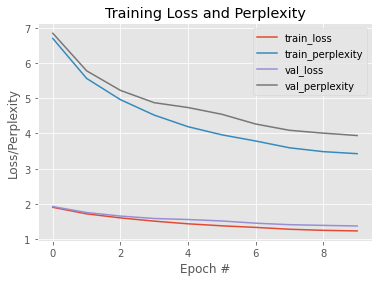 Training Loss and Perplexity
train_loss
train_perplexity
val_loss
val_perplexity
7
6
5
4
3
2
1
Loss/Perplexity
0 2 4 6 8
Epoch #